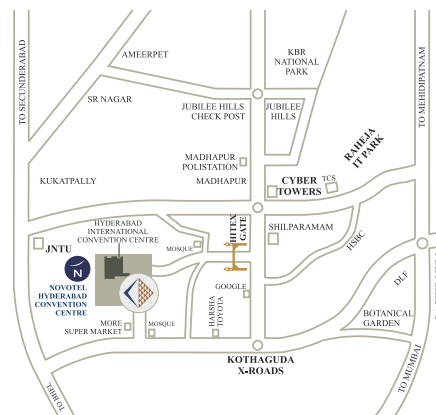 AMEERPET
KBR
NATIONAL
PARK
TO SECUNDERABAD
TO MEHIDIPATNAM
SR NAGAR
JUBILEE HILLS
CHECK POST
JUBILEE
HILLS
RAHEJA
IT PARK
MADHAPUR
POLISTATION
KUKATPALLY
MADHAPUR
CYBER
TOWERS
TCS
HYDERABAD
INTERNATIONAL
CONVENTION CENTRE
HITEX
GATE
SHILPARAMAM
HSBC
JNTU
MOSQUE
N
NOVOTEL
HYDERABAD
CONVENTION
CENTRE
GOOGLE
DLF
MORE
SUPER MARKET
MOSQUE
HARSHA
TOYOTA
BOTANICAL
GARDEN
KOTHAGUDA
X-ROADS
TO BHEL
TO MUMBAI